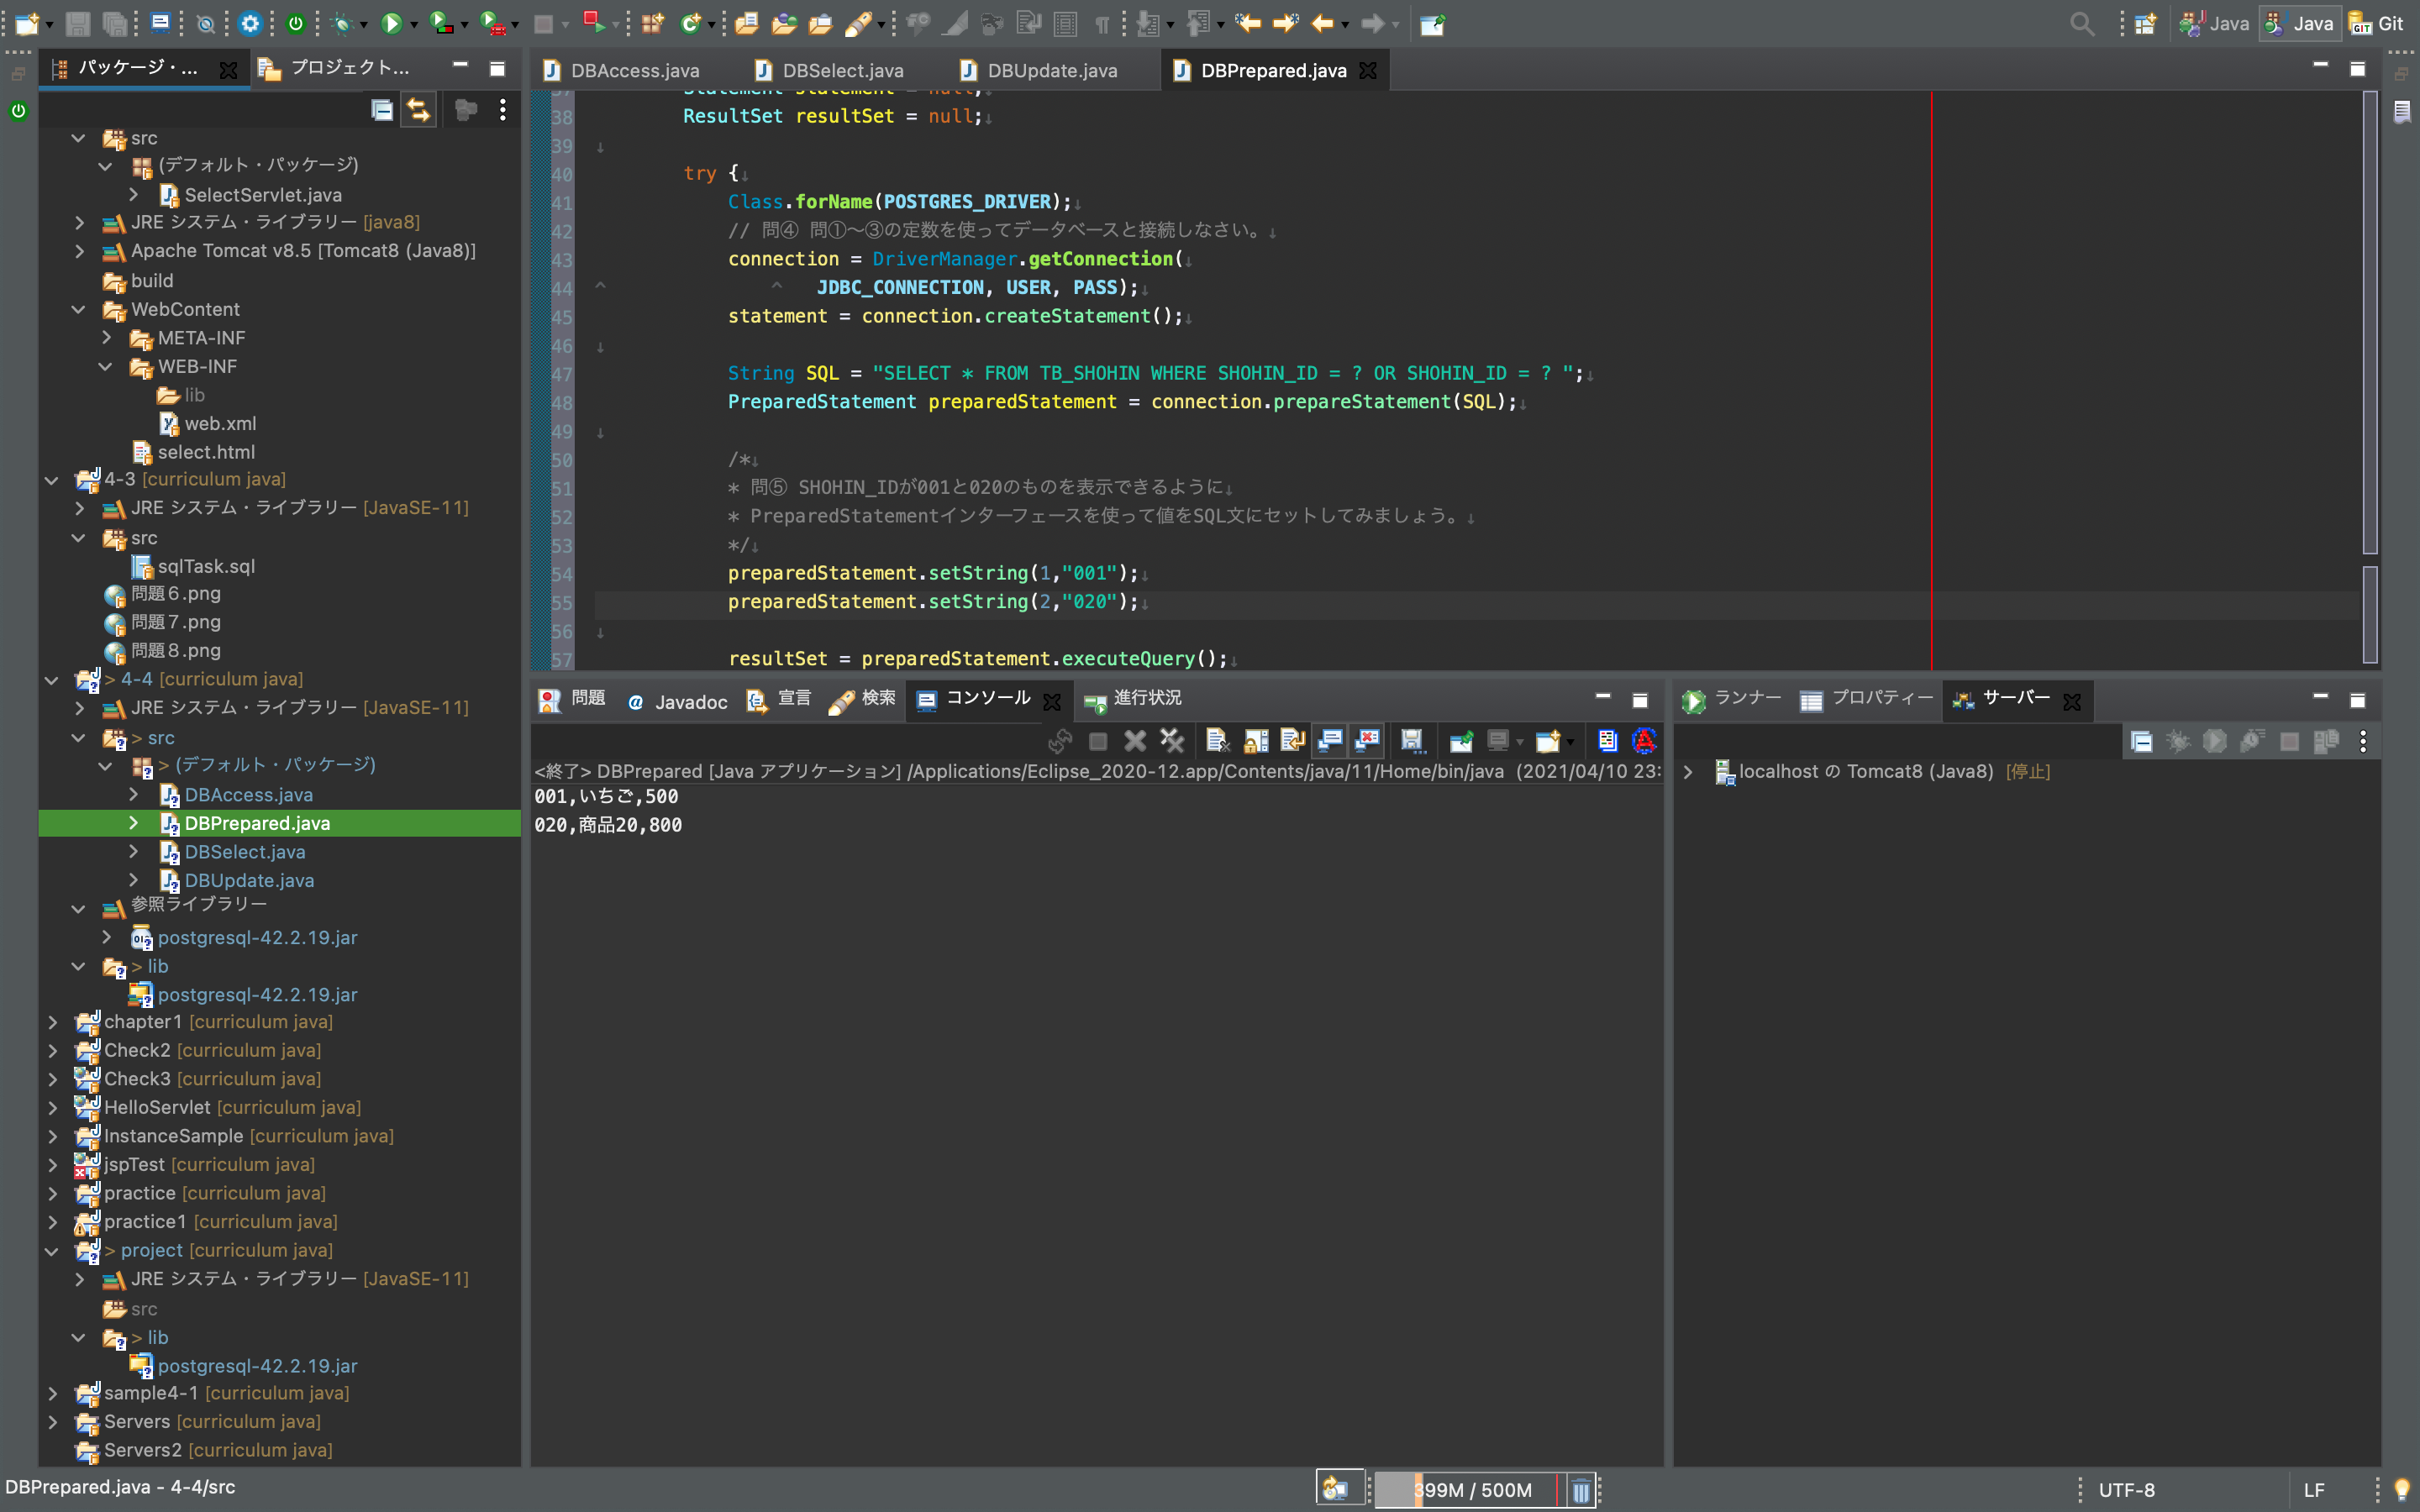 Java
Java
Git
パッケージ・...
プロジェクト...
src
(デフォルト・パッケージ)
SelectServlet.java
JRE システム・ライブラリー [java8]
Apache Tomcat v8.5 [Tomcat8 (Java8)]
build
WebContent
META-INF
WEB-INF
lib
web.xml
select.html
4-3 [curriculum java]
JRE システム・ライブラリー [JavaSE-11]
src
sqlTask.sql
問題６.png
問題７.png
問題８.png
> 4-4 [curriculum java]
JRE システム・ライブラリー [JavaSE-11]
> src
> (デフォルト・パッケージ)
DBAccess.java
DBPrepared.java
DBSelect.java
DBUpdate.java
参照ライブラリー
postgresql-42.2.19.jar
> lib
postgresql-42.2.19.jar
chapter1 [curriculum java]
Check2 [curriculum java]
Check3 [curriculum java]
HelloServlet [curriculum java]
InstanceSample [curriculum java]
jspTest [curriculum java]
practice [curriculum java]
practice1 [curriculum java]
> project [curriculum java]
JRE システム・ライブラリー [JavaSE-11]
src
> lib
postgresql-42.2.19.jar
sample4-1 [curriculum java]
Servers [curriculum java]
Servers2 [curriculum java]
DBAccess.java
DBSelect.java
DBUpdate.java
DBPrepared.java
37 Statement statement = null;
38 ResultSet resultSet = null;
39
40 try {
41 Class.forName(POSTGRES_DRIVER);
42 // 問④ 問①～③の定数を使ってデータベースと接続しなさい。
43 connection = DriverManager.getConnection(
44 JDBC_CONNECTION, USER, PASS);
45 statement = connection.createStatement();
46
47 String SQL = "SELECT * FROM TB_SHOHIN WHERE SHOHIN_ID = ? OR SHOHIN_ID = ? ";
48 PreparedStatement preparedStatement = connection.prepareStatement(SQL);
49
50 /*
51 * 問⑤ SHOHIN_IDが001と020のものを表示できるように
52 * PreparedStatementインターフェースを使って値をSQL文にセットしてみましょう。
53 */
54 preparedStatement.setString(1,"001");
55 preparedStatement.setString(2,"020");
56
57 resultSet = preparedStatement.executeQuery();
問題
@ Javadoc
宣言
検索
コンソール
進行状況
<終了> DBPrepared [Java アプリケーション] /Applications/Eclipse_2020-12.app/Contents/java/11/Home/bin/java (2021/04/10 23:
001,いちご,500
020,商品20,800
ランナー
プロパティー
サーバー
localhost の Tomcat8 (Java8) [停止]
DBPrepared.java - 4-4/src
399M / 500M
UTF-8
LF